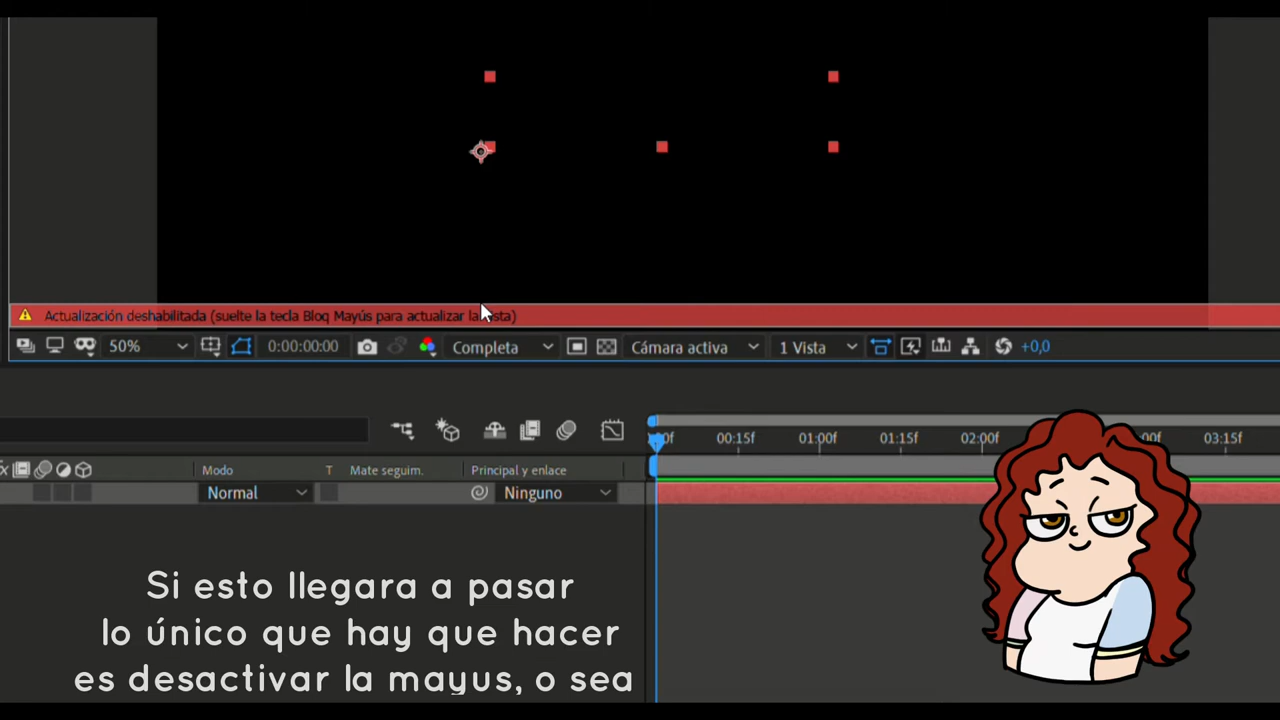 Actualización deshabilitada (suelte la tecla Bloq Mayús para actualizar la vista)
50% 0:00:00:00 Completa Cámara activa 1 Vista +0,0
00:15f 01:00f 01:15f 02:00f 03:15f
Modo T Mate seguim. Principal y enlace
Normal Ninguno
Si esto llegara a pasar
lo único que hay que hacer
es desactivar la mayus, o sea